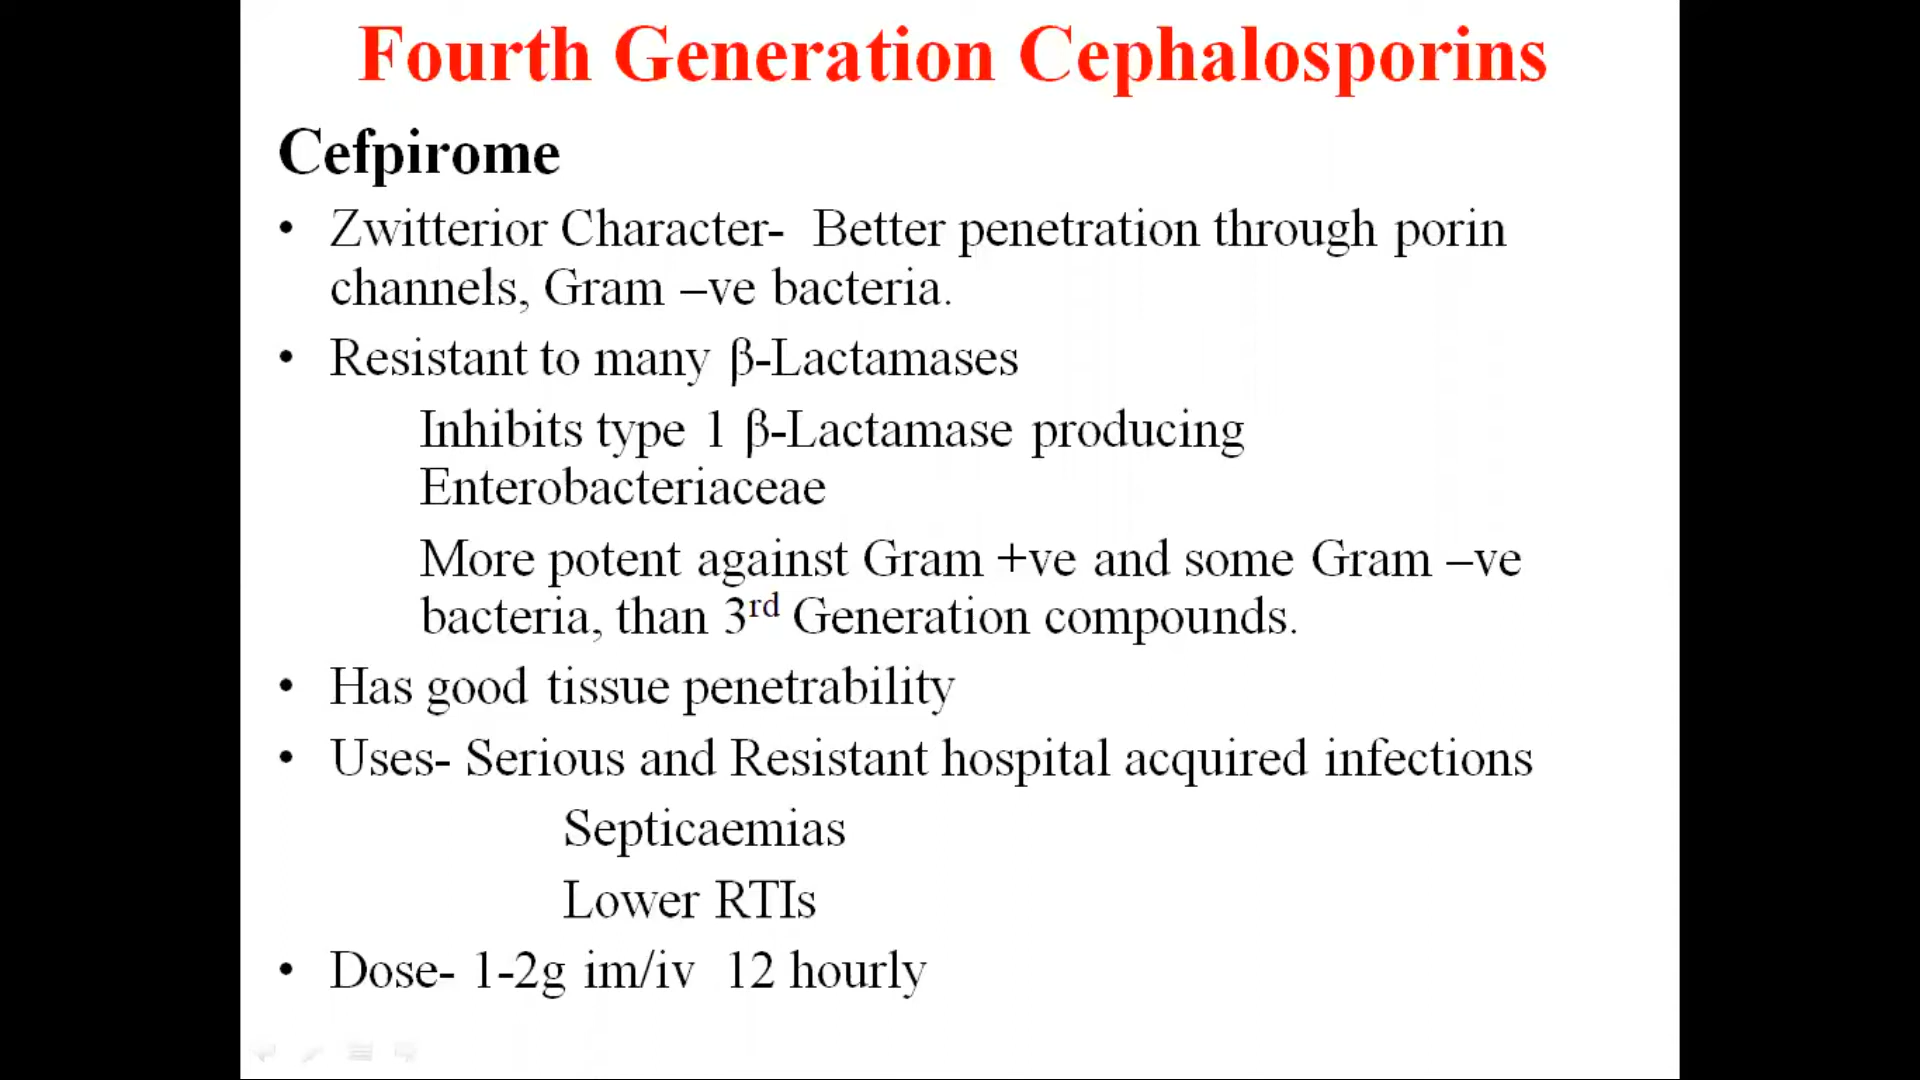 Fourth Generation Cephalosporins
Cefpirome
• Zwitterior Character- Better penetration through porin
channels, Gram –ve bacteria.
• Resistant to many β-Lactamases
Inhibits type 1 β-Lactamase producing
Enterobacteriaceae
More potent against Gram +ve and some Gram –ve
bacteria, than 3rd Generation compounds.
• Has good tissue penetrability
• Uses- Serious and Resistant hospital acquired infections
Septicaemias
Lower RTIs
• Dose- 1-2g im/iv 12 hourly